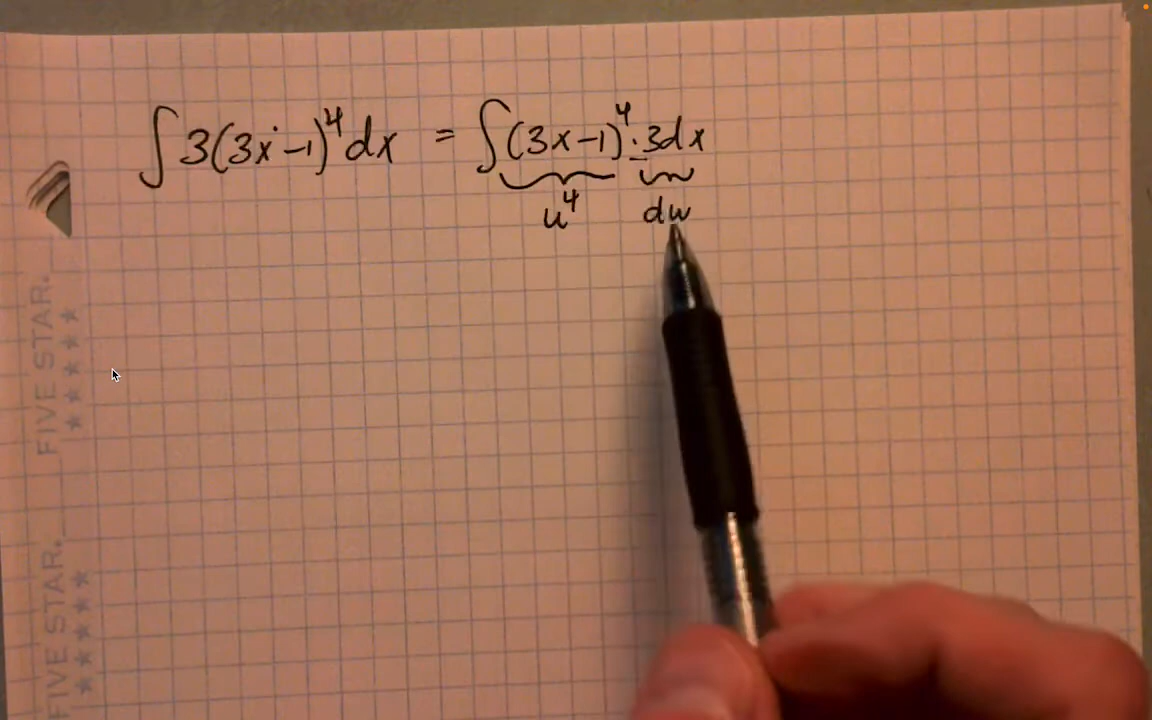 ∫3(3x-1)⁴dx = ∫(3x-1)⁴·3dx
u⁴ du
FIVE STAR.
FIVE STAR.